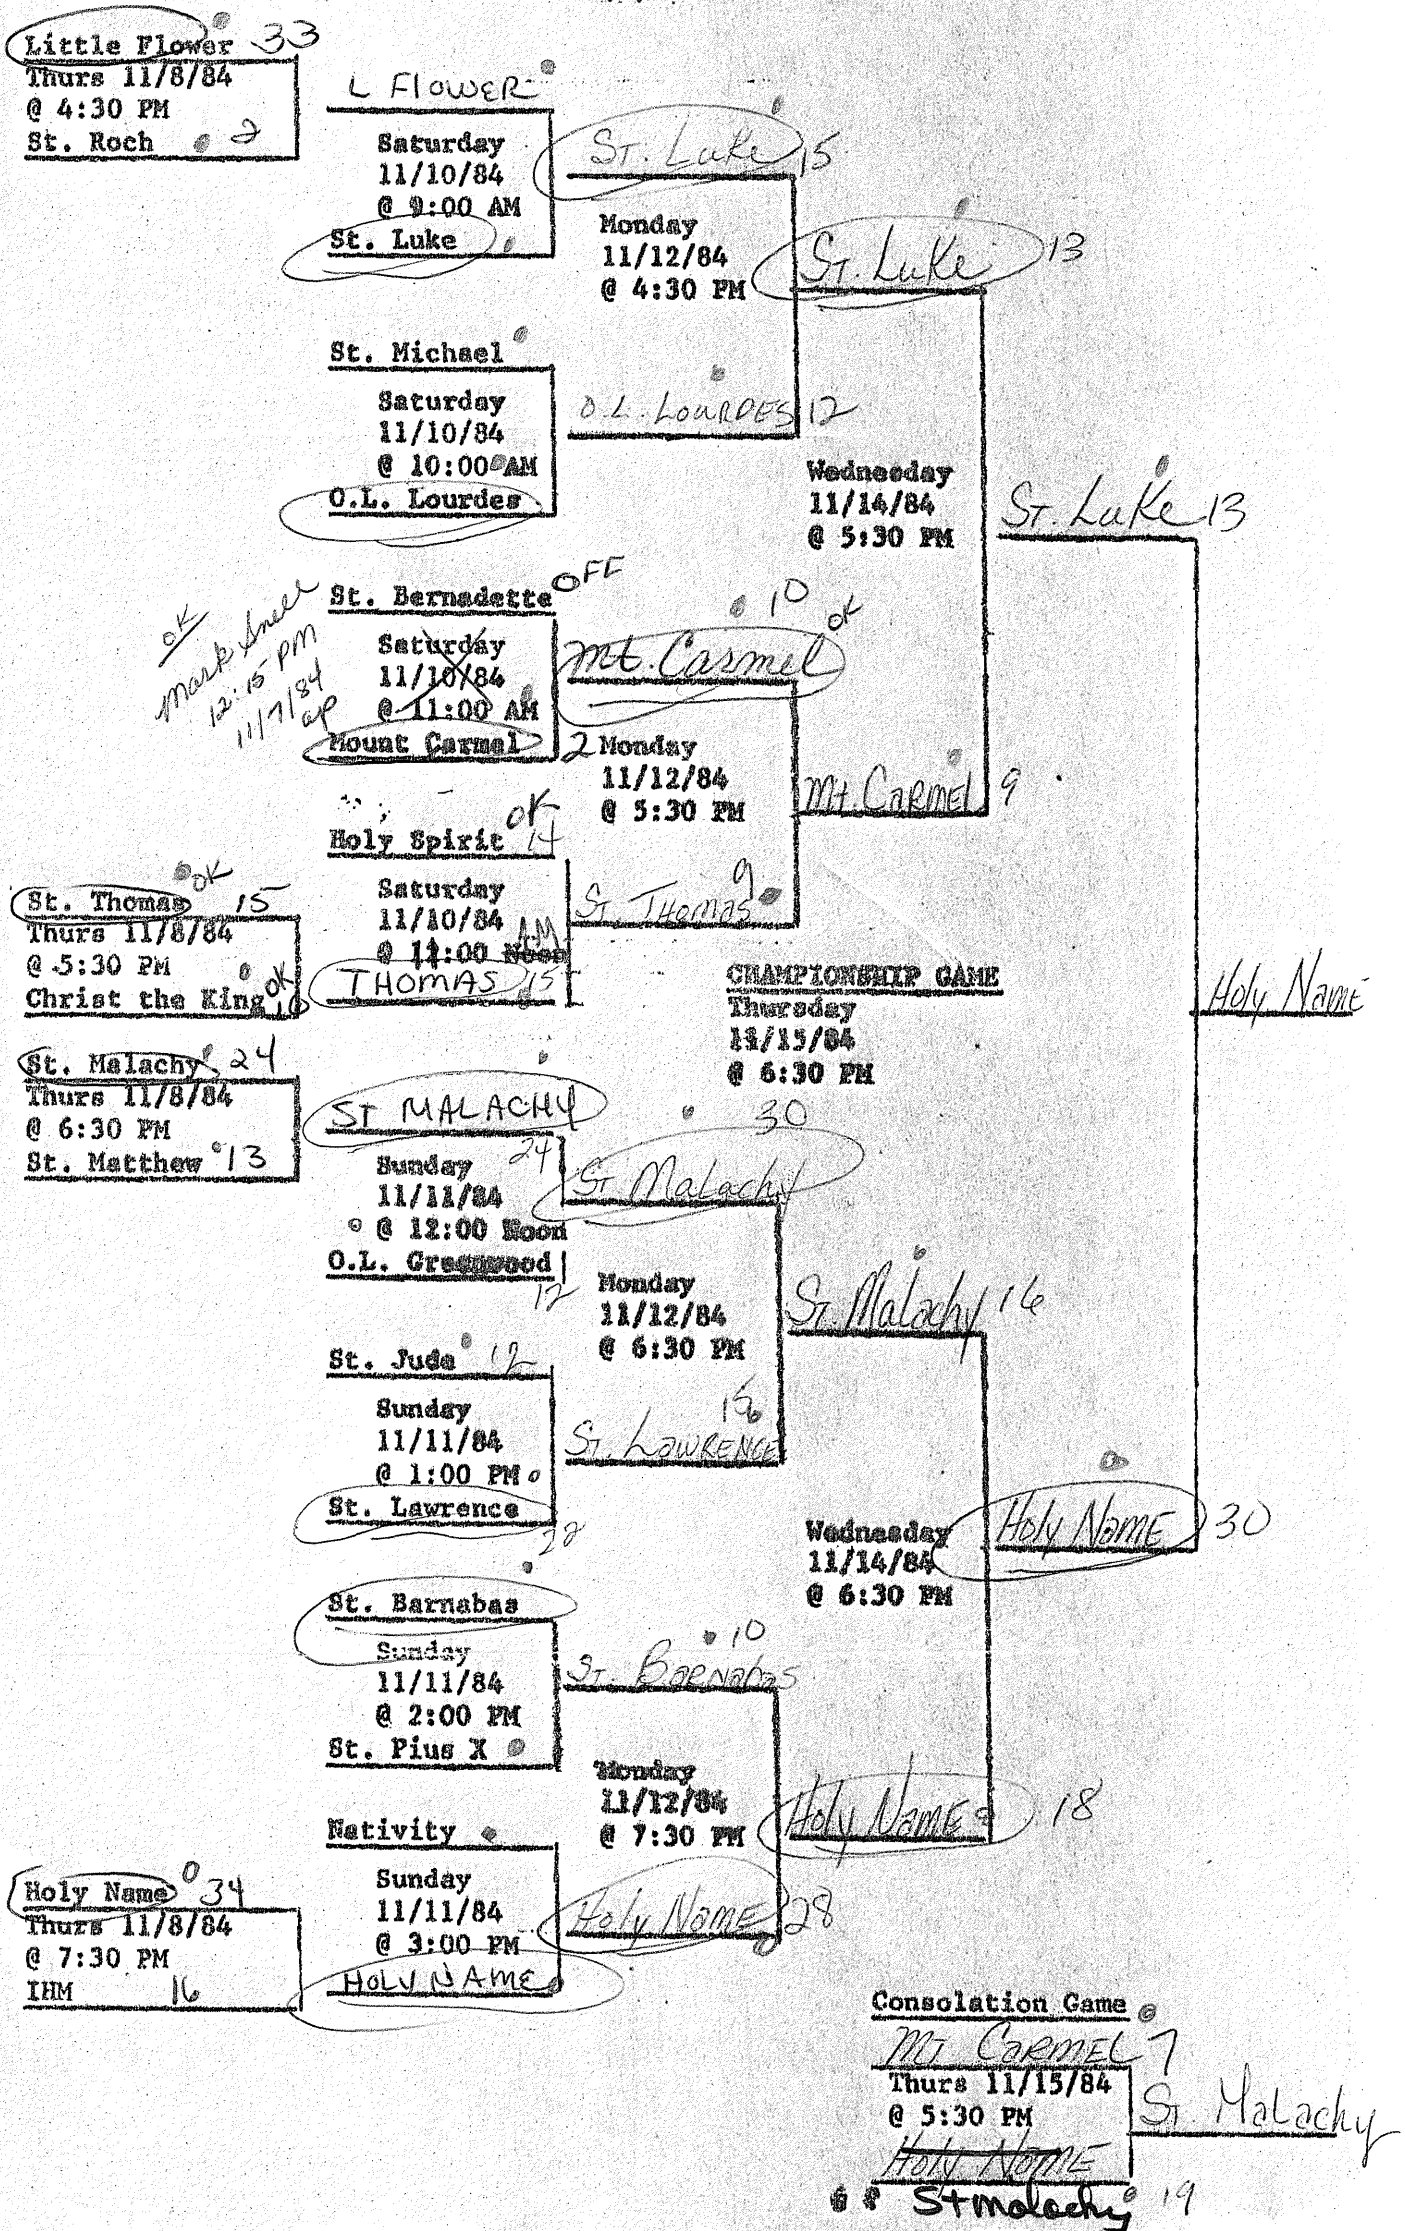 Little Flower 33
Thurs 11/8/84
@ 4:30 PM
St. Roch 2
L FLOWER
Saturday
11/10/84
@ 9:00 AM
St. Luke
St. Luke 15
Monday
11/12/84
@ 4:30 PM
St. Luke 13
St. Michael
Saturday
11/10/84
@ 10:00 AM
O.L. Lourdes
O.L. LOURDES 12
Wednesday
11/14/84
@ 5:30 PM
St. Luke 13
OK
Mark
12:15 PM
11/7/84
ap
St. Bernadette OFF
Saturday
11/10/84
@ 11:00 AM
Mount Carmel 2
10
OK
Mt. Carmel
Monday
11/12/84
@ 5:30 PM
Mt. CARMEL 9
Holy Spirit OK 14
Saturday
11/10/84
@ 11:00 Noon AM
THOMAS 15
9
St. THOMAS
St. Thomas OK 15
Thurs 11/8/84
@ 5:30 PM
Christ the King OK 10
CHAMPIONSHIP GAME
Thursday
11/15/84
@ 6:30 PM
Holy NAME
St. Malachy 24
Thurs 11/8/84
@ 6:30 PM
St. Matthew 13
ST MALACHY
24
Sunday
11/11/84
@ 12:00 Noon
O.L. Greenwood
12
30
St Malachy
Monday
11/12/84
@ 6:30 PM
St. Malachy 16
St. Jude 12
Sunday
11/11/84
@ 1:00 PM
St. Lawrence
22
St. LAWRENCE
Wednesday
11/14/84
@ 6:30 PM
Holy NAME 30
St. Barnabas
Sunday
11/11/84
@ 2:00 PM
St. Pius X
10
St. BARNABAS
Monday
11/12/84
@ 7:30 PM
Holy NAME 18
Nativity
Sunday
11/11/84
@ 3:00 PM
HOLY NAME
Holy NAME 28
Holy Name 34
Thurs 11/8/84
@ 7:30 PM
IHM 16
Consolation Game
MT CARMEL 7
Thurs 11/15/84
@ 5:30 PM
Holy NAME
St Malachy 19
St. Malachy